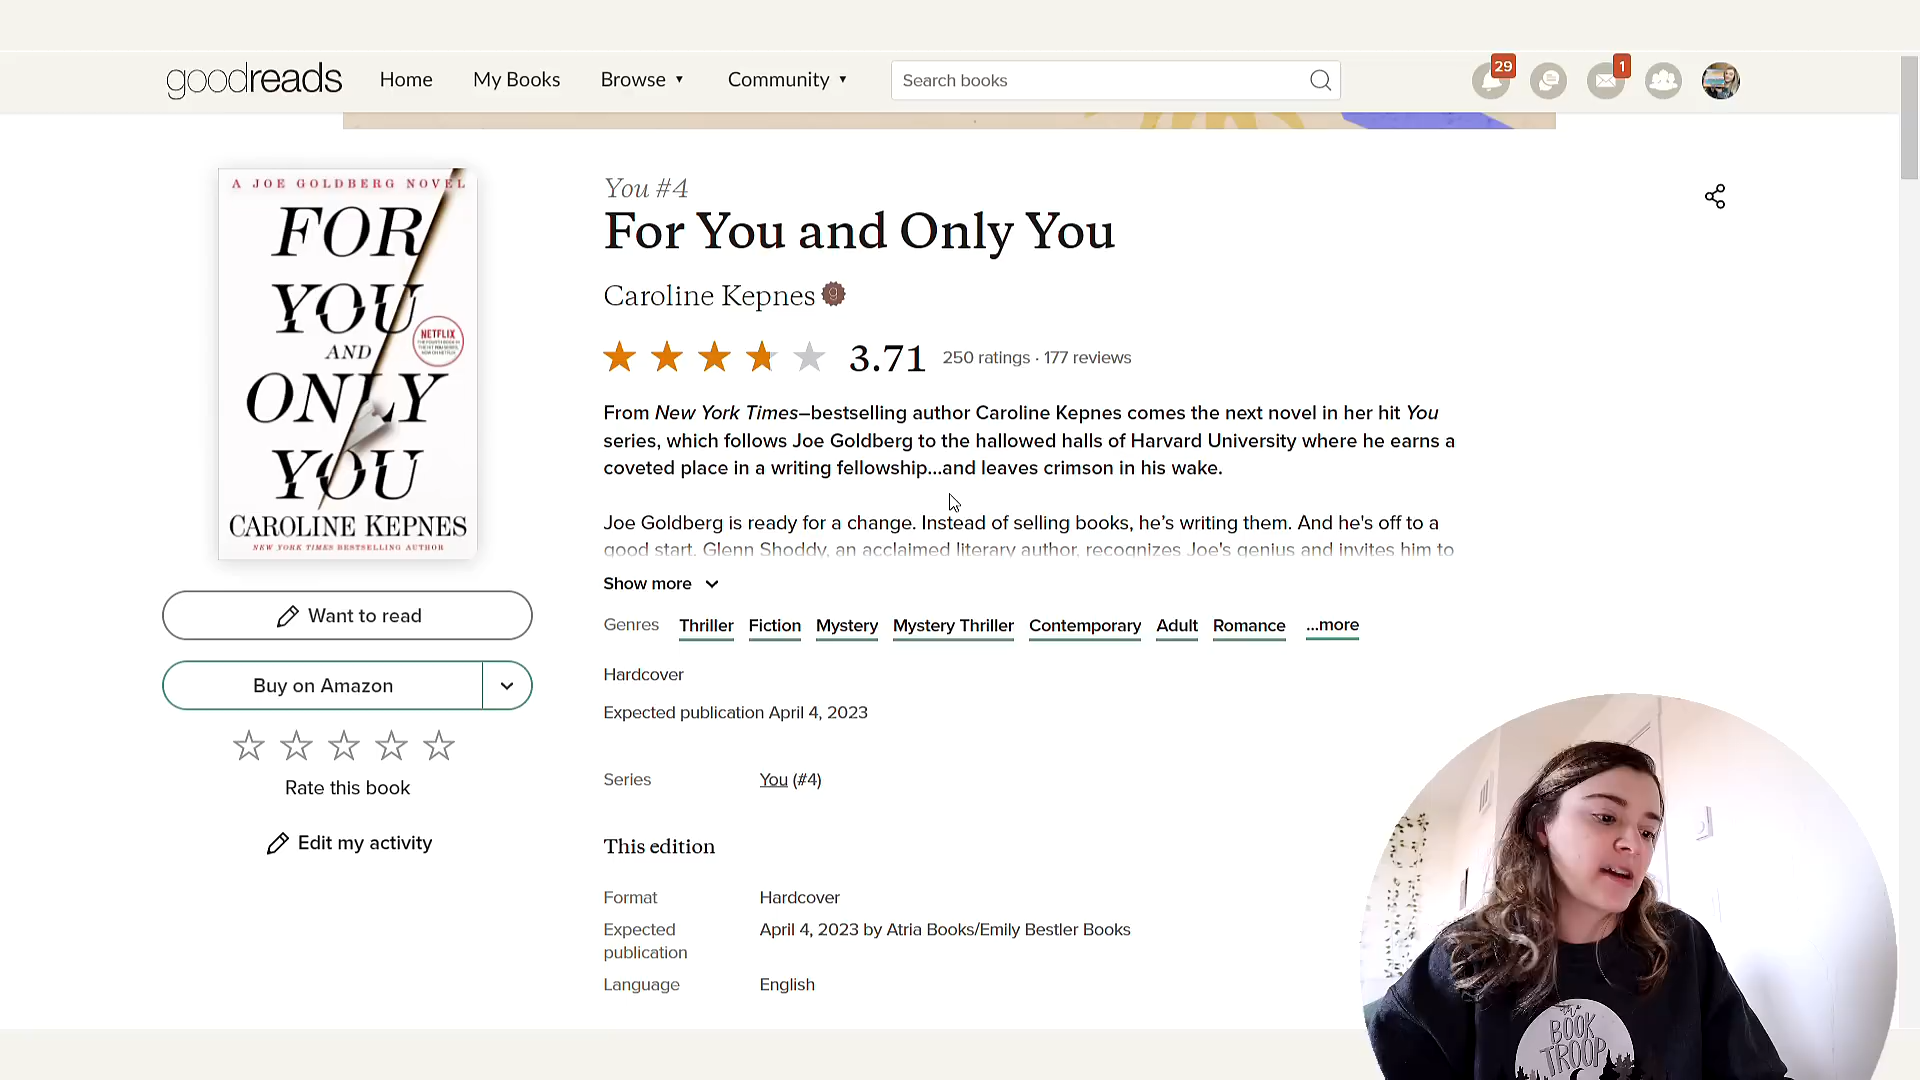 goodreads
Home
My Books
Browse
Community
Search books
29
1
A JOE GOLDBERG NOVEL
FOR
YOU
AND
ONLY
YOU
NETFLIX
CAROLINE KEPNES
NEW YORK TIMES BESTSELLING AUTHOR
Want to read
Buy on Amazon
Rate this book
Edit my activity
You #4
For You and Only You
Caroline Kepnes
3.71
250 ratings · 177 reviews
From New York Times–bestselling author Caroline Kepnes comes the next novel in her hit You
series, which follows Joe Goldberg to the hallowed halls of Harvard University where he earns a
coveted place in a writing fellowship...and leaves crimson in his wake.
Joe Goldberg is ready for a change. Instead of selling books, he’s writing them. And he's off to a
good start. Glenn Shoddy, an acclaimed literary author, recognizes Joe's genius and invites him to
Show more
Genres Thriller Fiction Mystery Mystery Thriller Contemporary Adult Romance ...more
Hardcover
Expected publication April 4, 2023
Series You (#4)
This edition
Format Hardcover
Expected publication April 4, 2023 by Atria Books/Emily Bestler Books
Language English
the
BOOK
TROOP